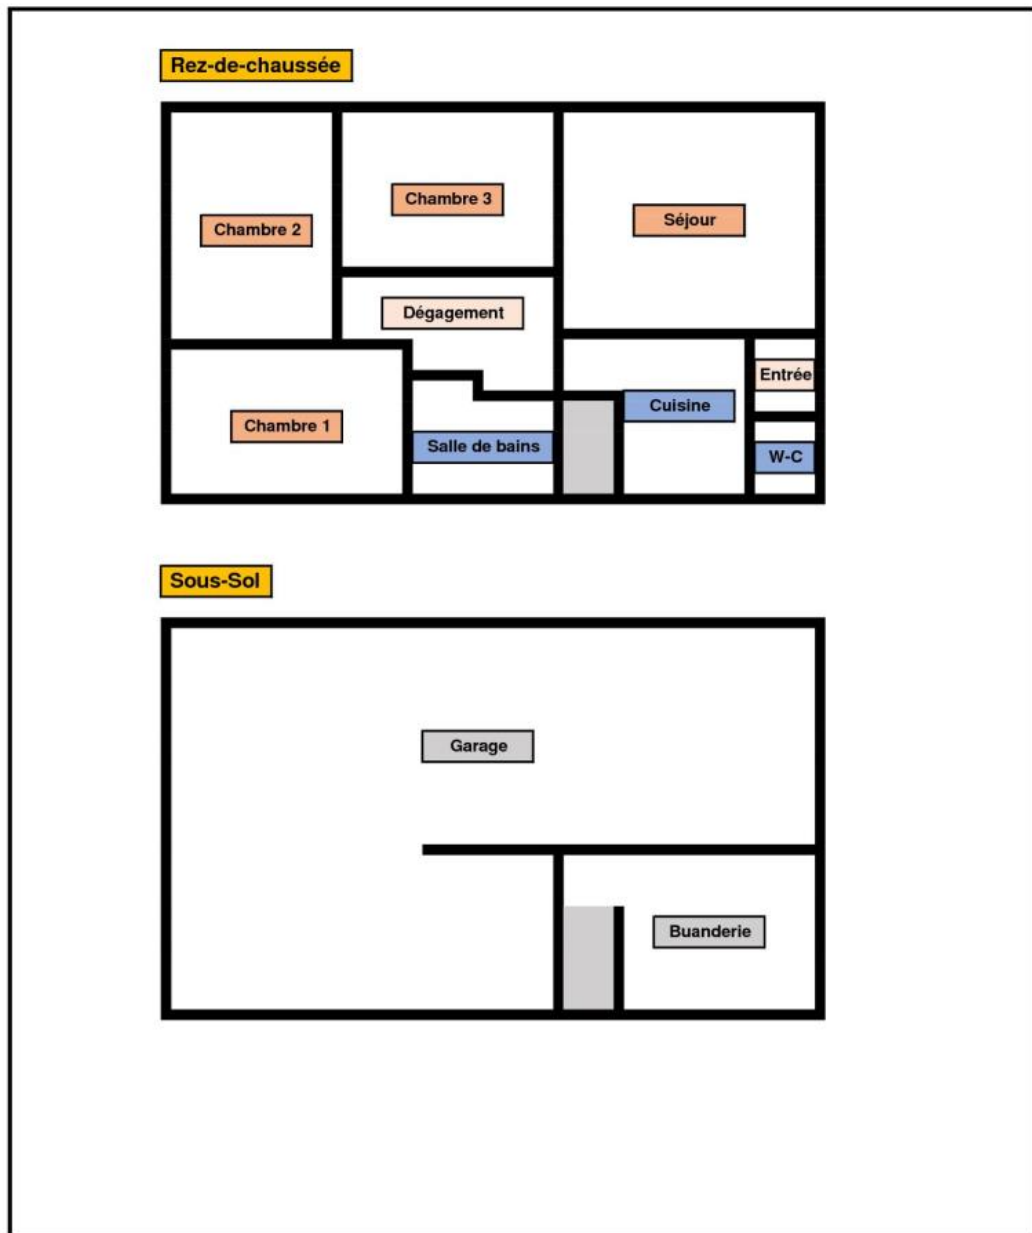 Rez-de-chaussée
Chambre 3
Séjour
Chambre 2
Dégagement
Entrée
Cuisine
Chambre 1
Salle de bains
W-C
Sous-Sol
Garage
Buanderie